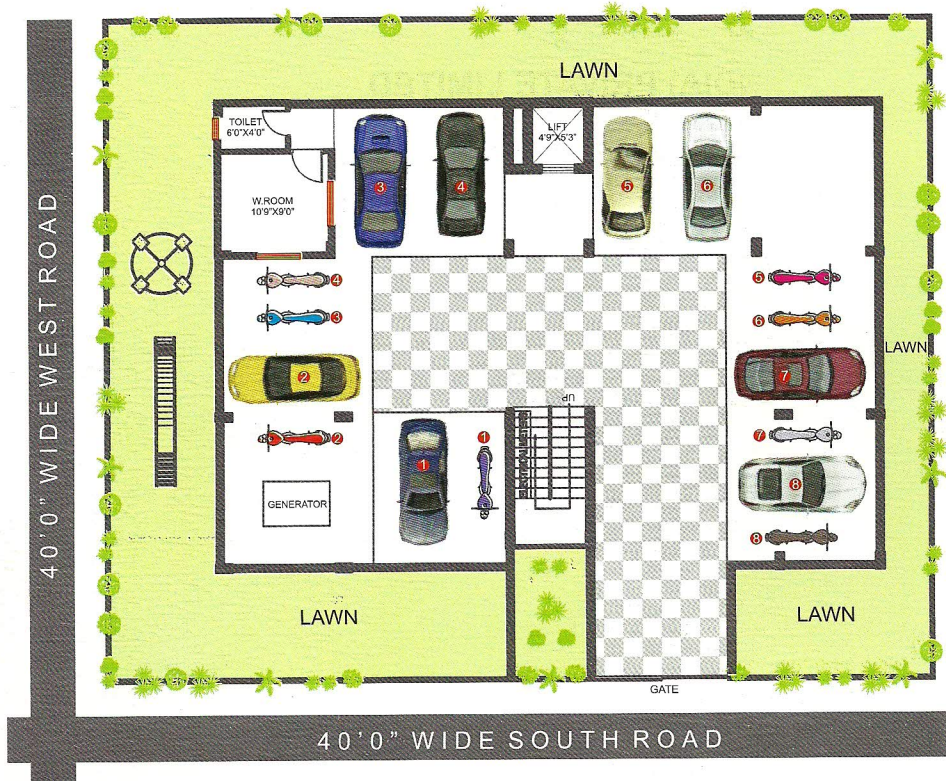 LAWN
TOILET
6'0"X4'0"
LIFT
4'9"X5'3"
W.ROOM
10'9"X9'0"
3
4
5
6
4
3
2
2
1
1
5
6
7
7
8
8
LAWN
UP
GENERATOR
LAWN
LAWN
GATE
40'0" WIDE WEST ROAD
40'0" WIDE SOUTH ROAD